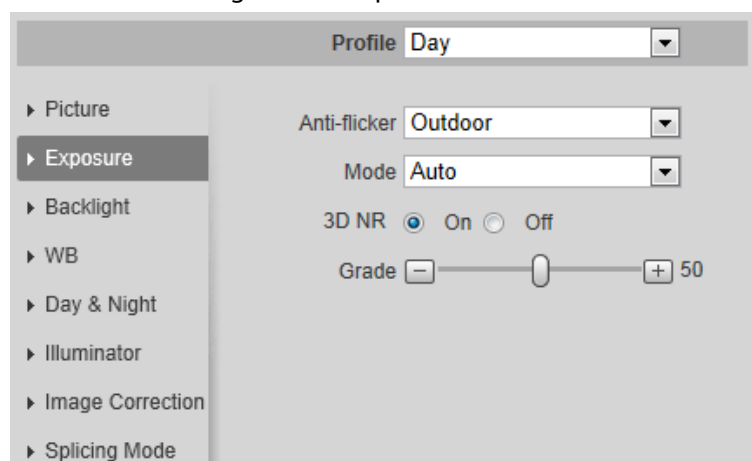 Profile Day
Picture
Exposure
Backlight
WB
Day & Night
Illuminator
Image Correction
Splicing Mode
Anti-flicker Outdoor
Mode Auto
3D NR On Off
Grade 50